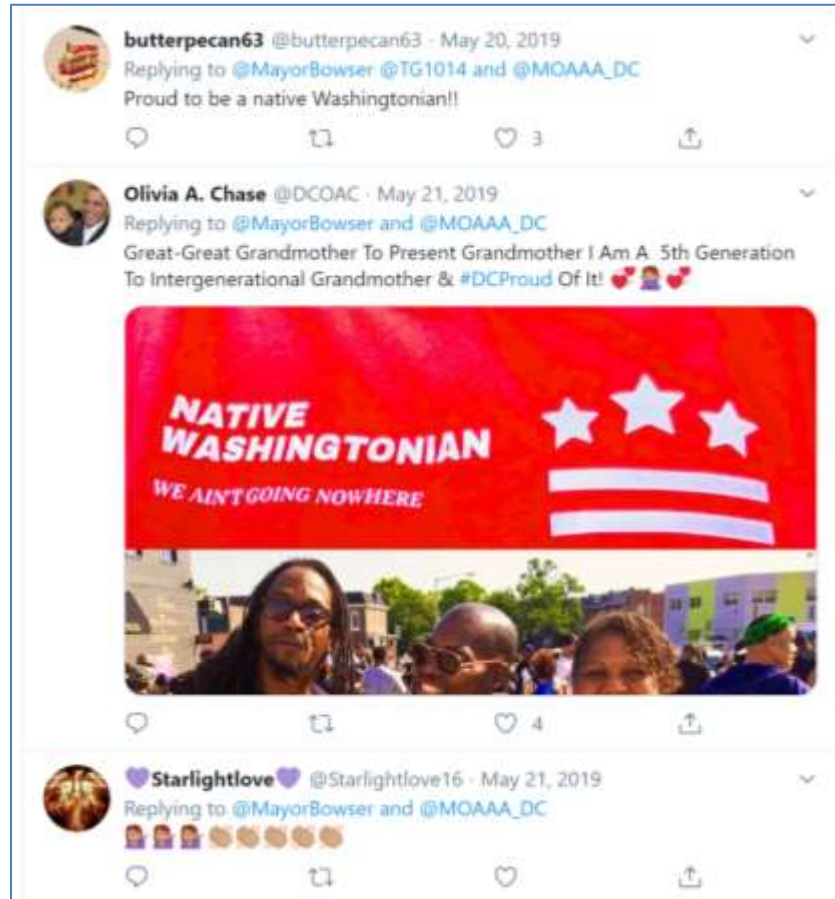 butterpecan63 @butterpecan63 · May 20, 2019
Replying to @MayorBowser @TG1014 and @MOAAA_DC
Proud to be a native Washingtonian!!
3
Olivia A. Chase @DCOAC · May 21, 2019
Replying to @MayorBowser and @MOAAA_DC
Great-Great Grandmother To Present Grandmother I Am A 5th Generation
To Intergenerational Grandmother & #DCProud Of It! 💞🤷🏽‍♀️💞
NATIVE
WASHINGTONIAN
WE AIN'T GOING NOWHERE
4
💜Starlightlove💜 @Starlightlove16 · May 21, 2019
Replying to @MayorBowser and @MOAAA_DC
💁🏽‍♀️💁🏽‍♀️💁🏽‍♀️👏🏽👏🏽👏🏽👏🏽👏🏽